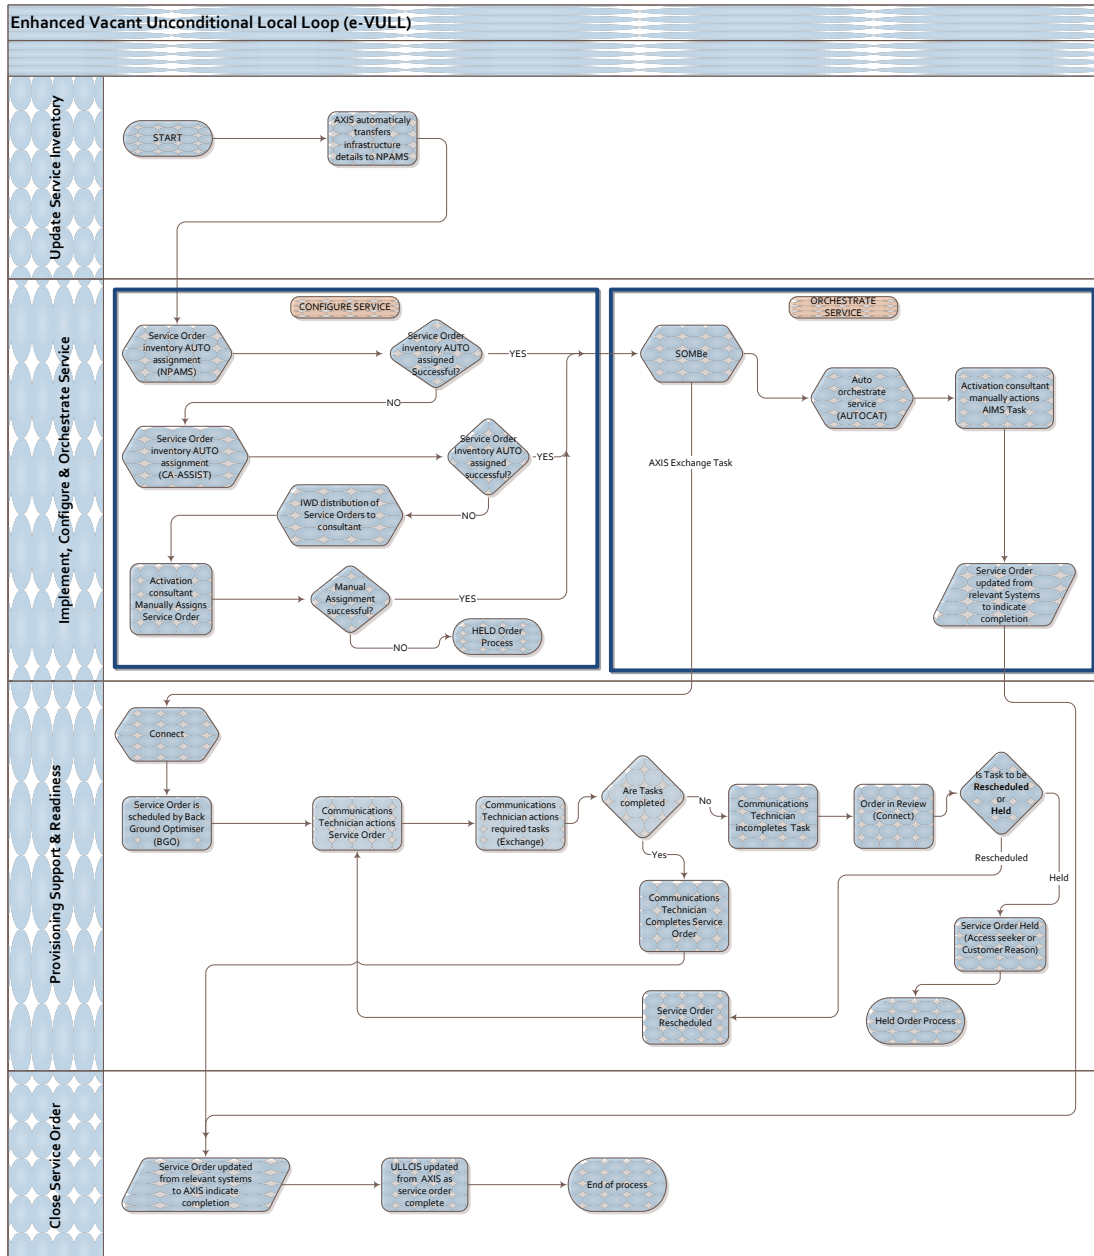 Enhanced Vacant Unconditional Local Loop (e-VULL)
Update Service Inventory
START
AXIS automaticaly
transfers
infrastructure
details to NPAMS
Implement, Configure & Orchestrate Service
CONFIGURE SERVICE
Service Order
inventory AUTO
assignment
(NPAMS)
Service Order
inventory AUTO
assigned
Successful?
YES
NO
Service Order
inventory AUTO
assignment
(CA-ASSIST)
Service Order
inventory AUTO
assigned
successful?
YES
NO
IWD distribution of
Service Orders to
consultant
Activation
consultant
Manually Assigns
Service Order
Manual
Assignment
successful?
YES
NO
HELD Order
Process
ORCHESTRATE
SERVICE
SOMBe
Auto
orchestrate
service
(AUTOCAT)
Activation consultant
manually actions
AIMS Task
AXIS Exchange Task
Service Order
updated from
relevant Systems
to indicate
completion
Provisioning Support & Readiness
Connect
Service Order is
scheduled by Back
Ground Optimiser
(BGO)
Communications
Technician actions
Service Order
Communications
Technician actions
required tasks
(Exchange)
Are Tasks
completed
No
Yes
Communications
Technician
incompletes Task
Order in Review
(Connect)
Is Task to be
Rescheduled
or
Held
Rescheduled
Held
Communications
Technician
Completes Service
Order
Service Order Held
(Access seeker or
Customer Reason)
Service Order
Rescheduled
Held Order Process
Close Service Order
Service Order updated
from relevant systems
to AXIS indicate
completion
ULLCIS updated
from AXIS as
service order
complete
End of process